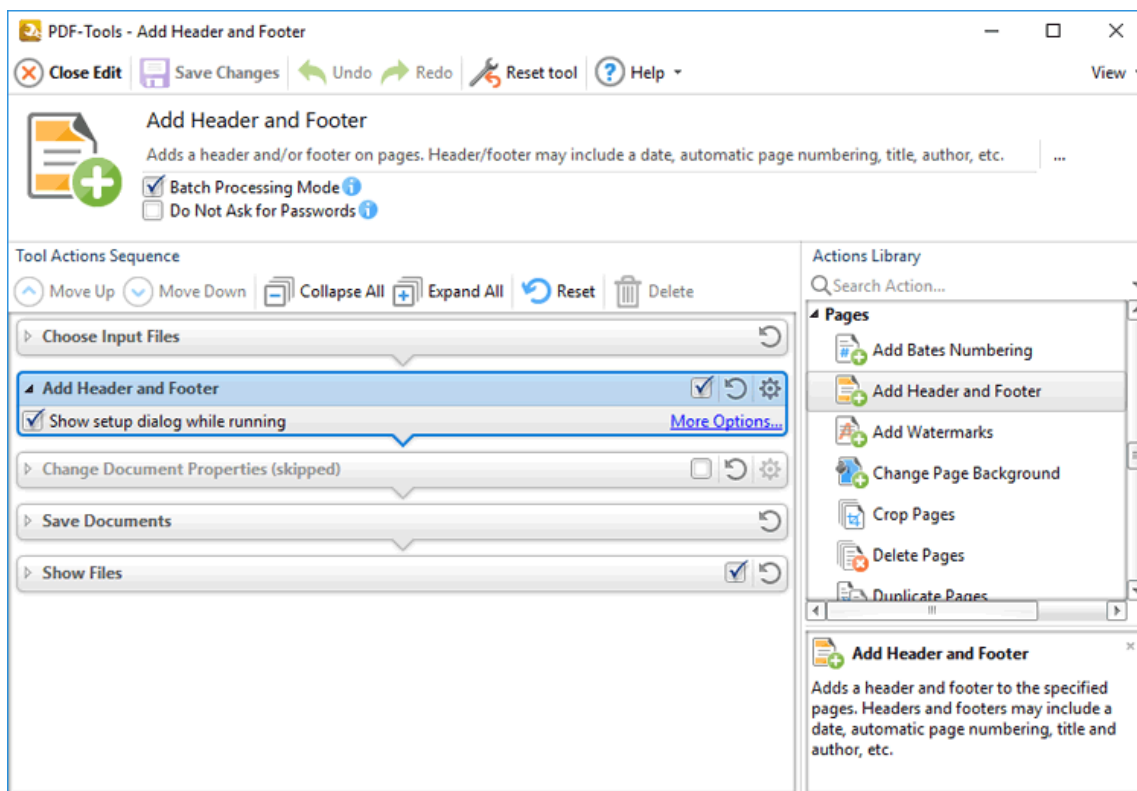 PDF-Tools - Add Header and Footer
Close Edit Save Changes Undo Redo Reset tool Help View
Add Header and Footer
Adds a header and/or footer on pages. Header/footer may include a date, automatic page numbering, title, author, etc. ...
Batch Processing Mode
Do Not Ask for Passwords
Tool Actions Sequence
Move Up Move Down Collapse All Expand All Reset Delete
Choose Input Files
Add Header and Footer
Show setup dialog while running More Options...
Change Document Properties (skipped)
Save Documents
Show Files
Actions Library
Search Action...
Pages
Add Bates Numbering
Add Header and Footer
Add Watermarks
Change Page Background
Crop Pages
Delete Pages
Duplicate Pages
Add Header and Footer
Adds a header and footer to the specified
pages. Headers and footers may include a
date, automatic page numbering, title and
author, etc.